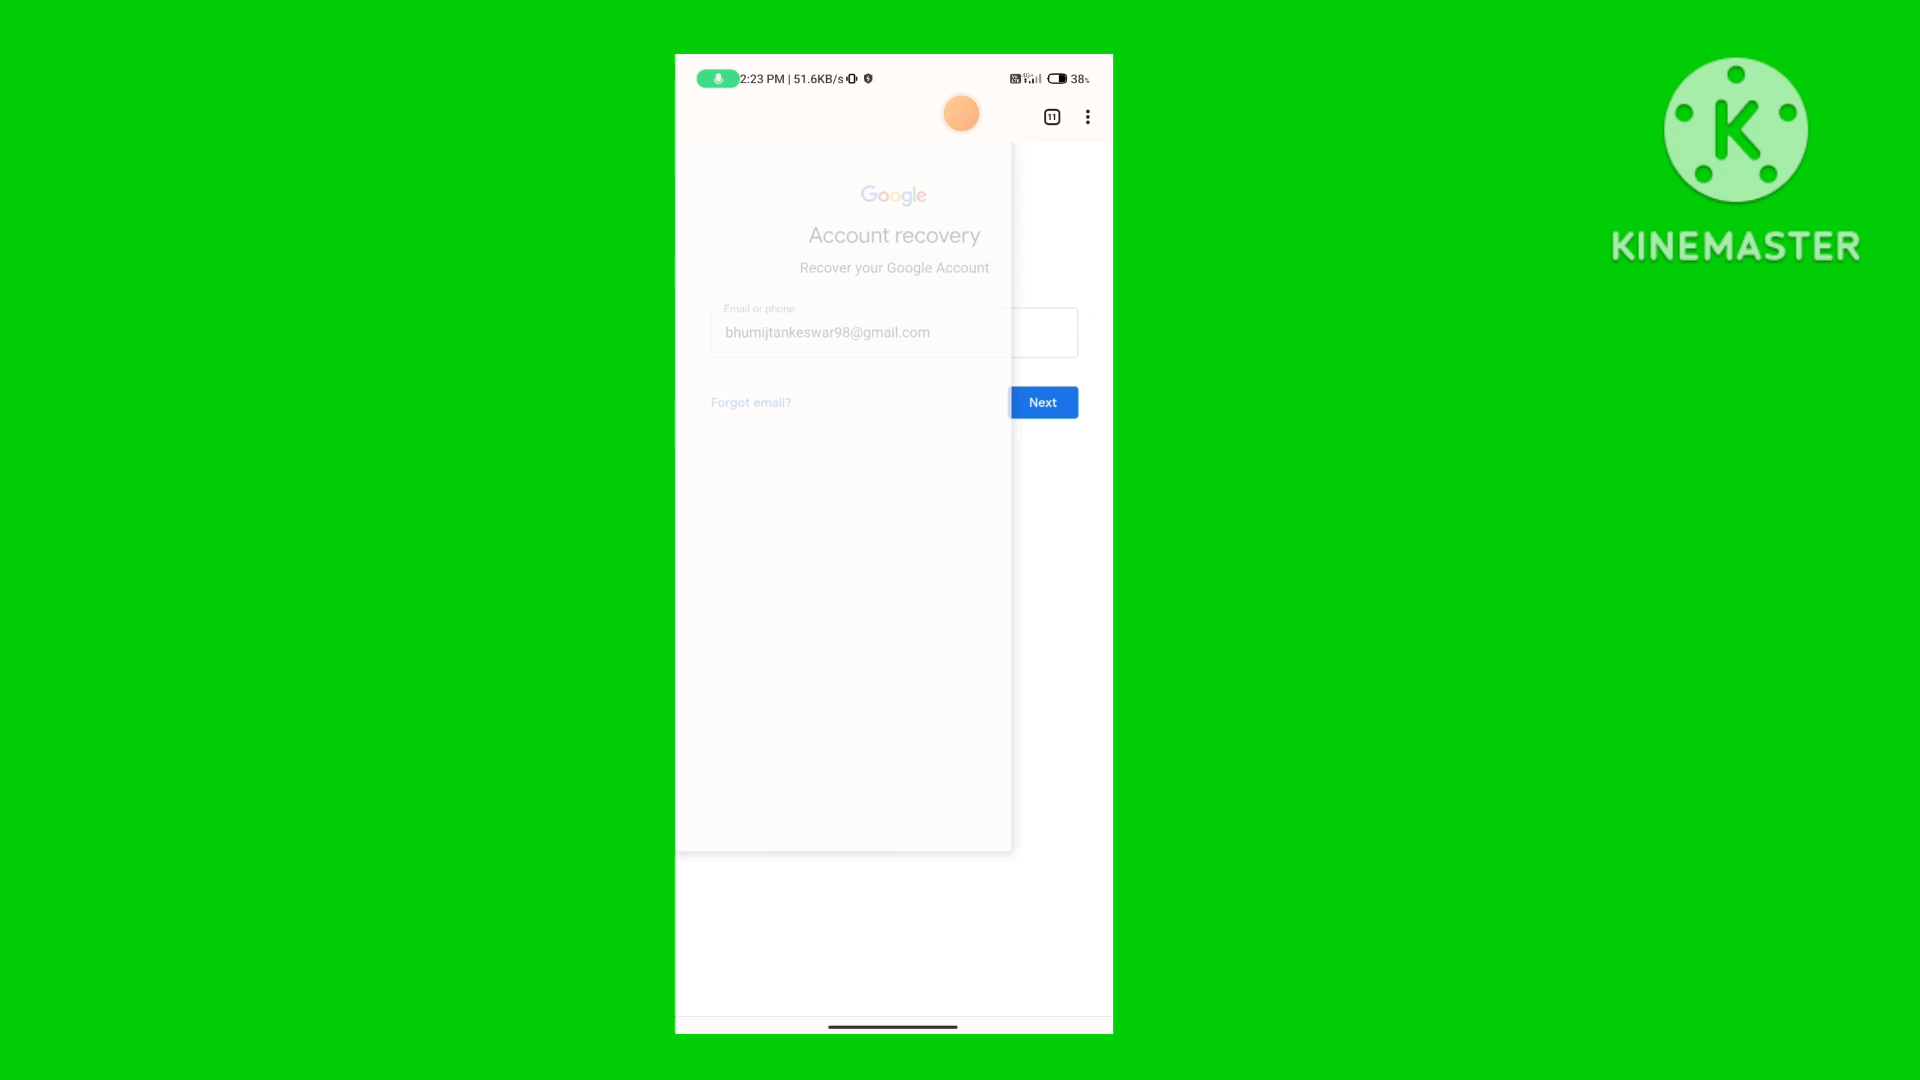 2:23 PM | 51.6KB/s
38%
11
Google
Account recovery
Recover your Google Account
Email or phone
bhumijtankeswar98@gmail.com
Forgot email?
Next
K
KINEMASTER